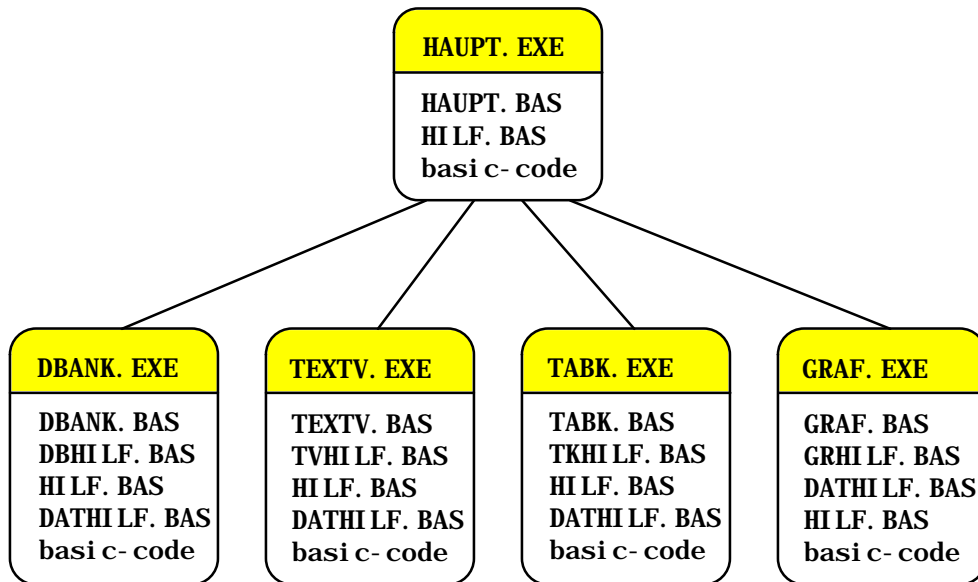 HAUPT.EXE
HAUPT.BAS
HILF.BAS
basic-code
DBANK.EXE
DBANK.BAS
DBHILF.BAS
HILF.BAS
DATHILF.BAS
basic-code
TEXTV.EXE
TEXTV.BAS
TVHILF.BAS
HILF.BAS
DATHILF.BAS
basic-code
TABK.EXE
TABK.BAS
TKHILF.BAS
HILF.BAS
DATHILF.BAS
basic-code
GRAF.EXE
GRAF.BAS
GRHILF.BAS
DATHILF.BAS
HILF.BAS
basic-code